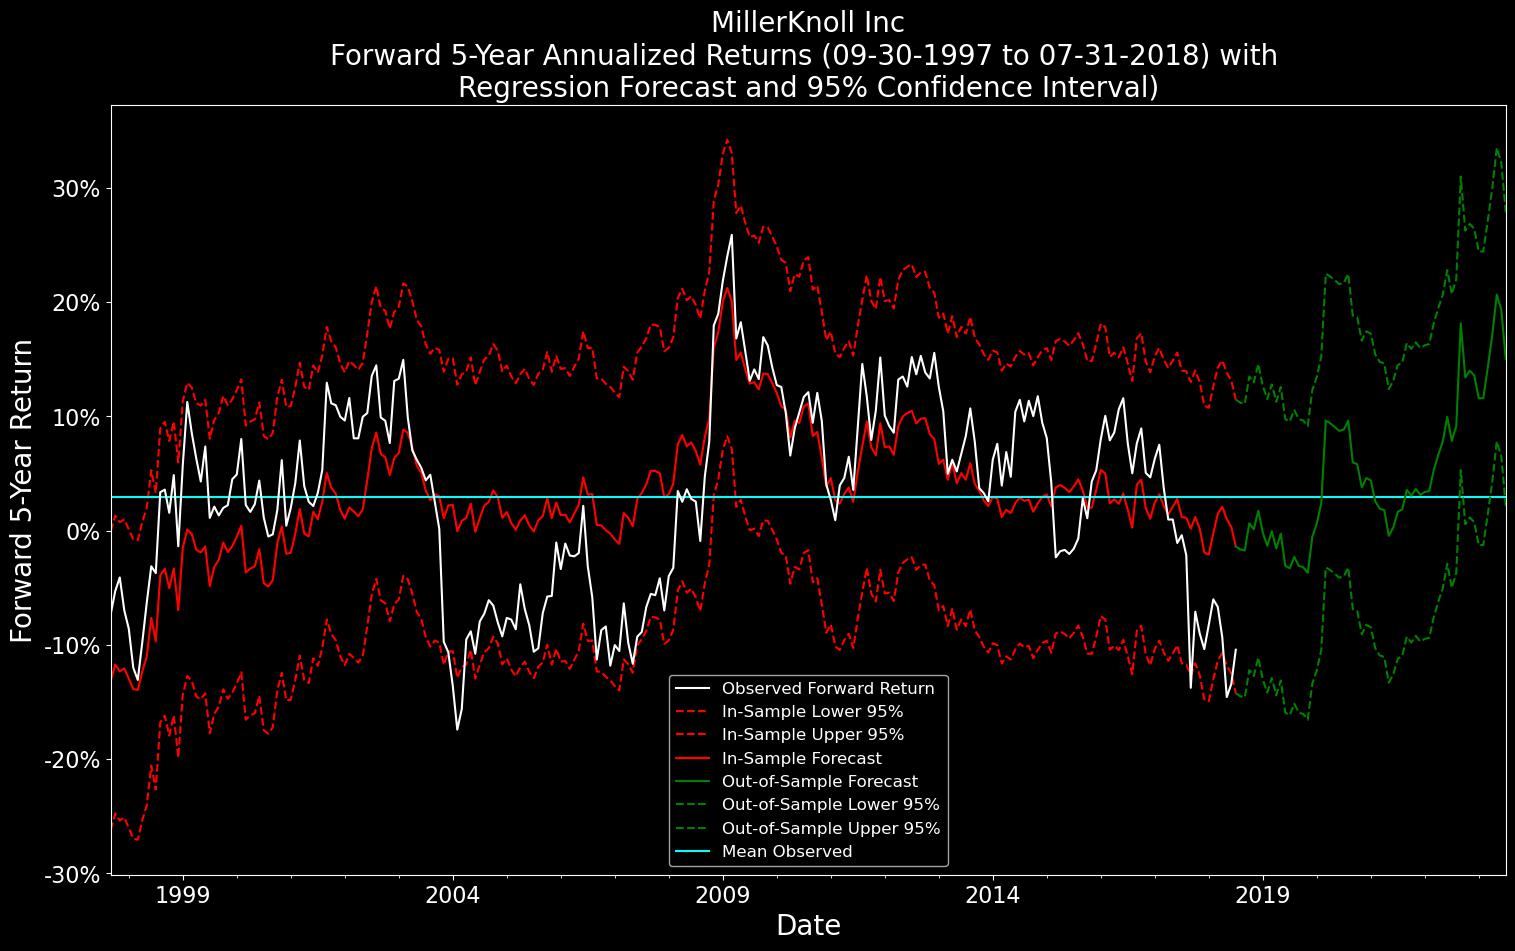 MillerKnoll Inc
Forward 5-Year Annualized Returns (09-30-1997 to 07-31-2018) with
Regression Forecast and 95% Confidence Interval)
Forward 5-Year Return
30%
20%
10%
0%
-10%
-20%
-30%
Observed Forward Return
In-Sample Lower 95%
In-Sample Upper 95%
In-Sample Forecast
Out-of-Sample Forecast
Out-of-Sample Lower 95%
Out-of-Sample Upper 95%
Mean Observed
1999 2004 2009 2014 2019
Date